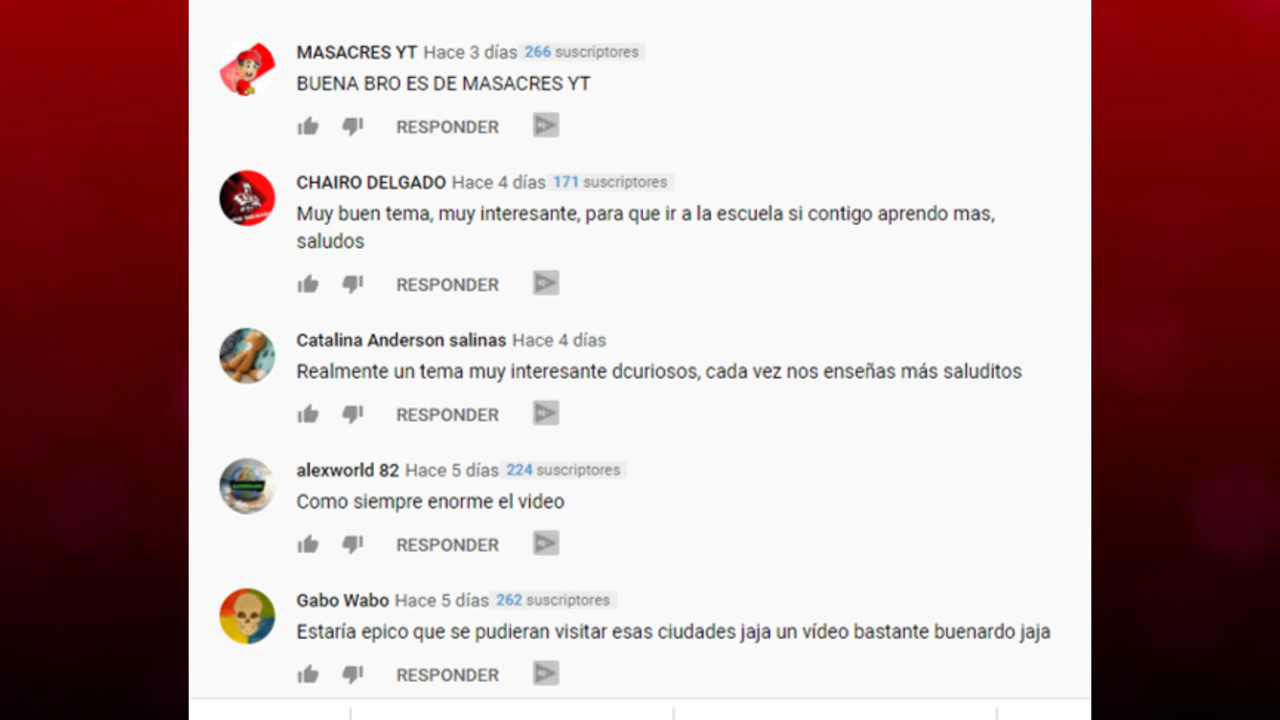 MASACRES YT Hace 3 días 266 suscriptores
BUENA BRO ES DE MASACRES YT
RESPONDER
CHAIRO DELGADO Hace 4 días 171 suscriptores
Muy buen tema, muy interesante, para que ir a la escuela si contigo aprendo mas,
saludos
RESPONDER
Catalina Anderson salinas Hace 4 días
Realmente un tema muy interesante dcuriosos, cada vez nos enseñas más saluditos
RESPONDER
alexworld 82 Hace 5 días 224 suscriptores
Como siempre enorme el video
RESPONDER
Gabo Wabo Hace 5 días 262 suscriptores
Estaría epico que se pudieran visitar esas ciudades jaja un vídeo bastante buenardo jaja
RESPONDER